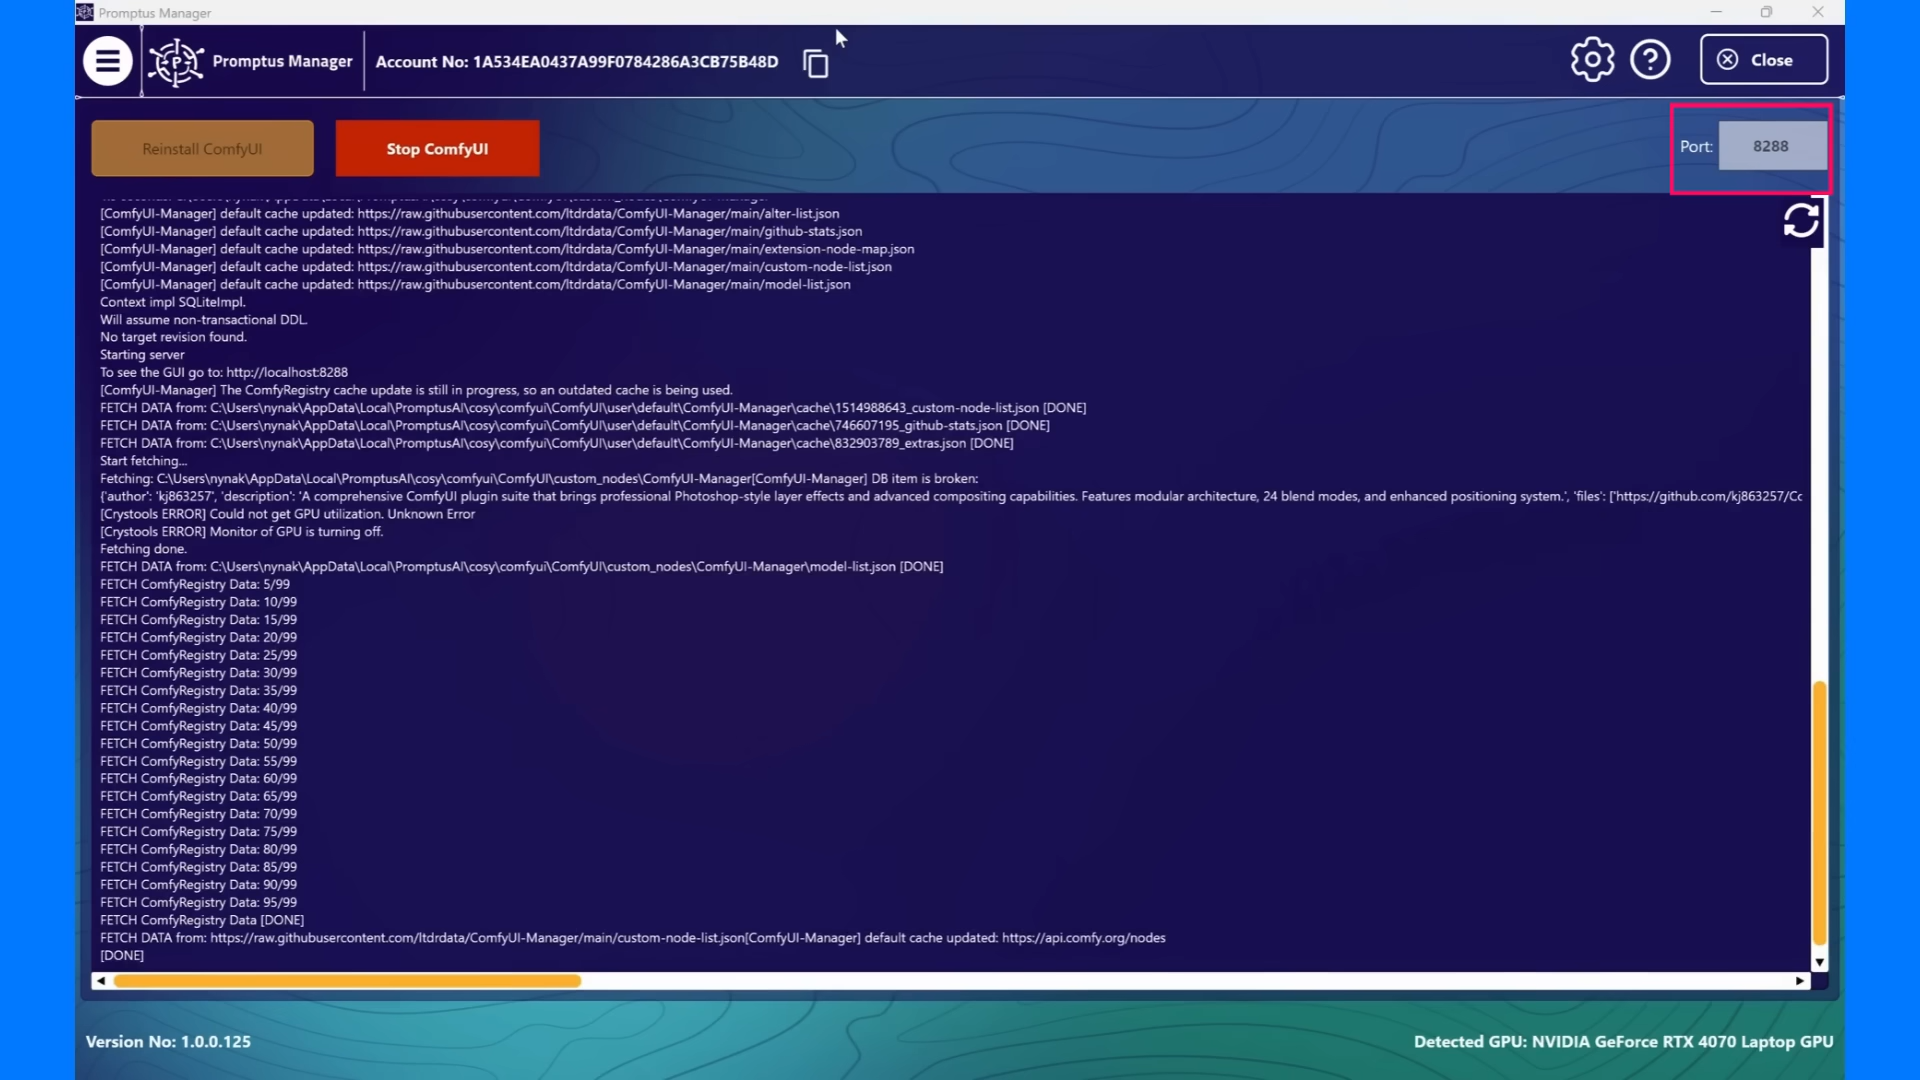 Promptus Manager
Promptus Manager
Account No: 1A534EA0437A99F0784286A3CB75B48D
Close
Reinstall ComfyUI
Stop ComfyUI
Port:
8288
[ComfyUI-Manager] default cache updated: https://raw.githubusercontent.com/ltdrdata/ComfyUI-Manager/main/alter-list.json
[ComfyUI-Manager] default cache updated: https://raw.githubusercontent.com/ltdrdata/ComfyUI-Manager/main/github-stats.json
[ComfyUI-Manager] default cache updated: https://raw.githubusercontent.com/ltdrdata/ComfyUI-Manager/main/extension-node-map.json
[ComfyUI-Manager] default cache updated: https://raw.githubusercontent.com/ltdrdata/ComfyUI-Manager/main/custom-node-list.json
[ComfyUI-Manager] default cache updated: https://raw.githubusercontent.com/ltdrdata/ComfyUI-Manager/main/model-list.json
Context impl SQLiteImpl.
Will assume non-transactional DDL.
No target revision found.
Starting server
To see the GUI go to: http://localhost:8288
[ComfyUI-Manager] The ComfyRegistry cache update is still in progress, so an outdated cache is being used.
FETCH DATA from: C:\Users\nynak\AppData\Local\PromptusAI\cosy\comfyui\ComfyUI\user\default\ComfyUI-Manager\cache\1514988643_custom-node-list.json [DONE]
FETCH DATA from: C:\Users\nynak\AppData\Local\PromptusAI\cosy\comfyui\ComfyUI\user\default\ComfyUI-Manager\cache\746607195_github-stats.json [DONE]
FETCH DATA from: C:\Users\nynak\AppData\Local\PromptusAI\cosy\comfyui\ComfyUI\user\default\ComfyUI-Manager\cache\832903789_extras.json [DONE]
Start fetching...
Fetching: C:\Users\nynak\AppData\Local\PromptusAI\cosy\comfyui\ComfyUI\custom_nodes\ComfyUI-Manager[ComfyUI-Manager] DB item is broken:
{'author': 'kj863257', 'description': 'A comprehensive ComfyUI plugin suite that brings professional Photoshop-style layer effects and advanced compositing capabilities. Features modular architecture, 24 blend modes, and enhanced positioning system.', 'files': ['https://github.com/kj863257/Cc
[Crystools ERROR] Could not get GPU utilization. Unknown Error
[Crystools ERROR] Monitor of GPU is turning off.
Fetching done.
FETCH DATA from: C:\Users\nynak\AppData\Local\PromptusAI\cosy\comfyui\ComfyUI\custom_nodes\ComfyUI-Manager\model-list.json [DONE]
FETCH ComfyRegistry Data: 5/99
FETCH ComfyRegistry Data: 10/99
FETCH ComfyRegistry Data: 15/99
FETCH ComfyRegistry Data: 20/99
FETCH ComfyRegistry Data: 25/99
FETCH ComfyRegistry Data: 30/99
FETCH ComfyRegistry Data: 35/99
FETCH ComfyRegistry Data: 40/99
FETCH ComfyRegistry Data: 45/99
FETCH ComfyRegistry Data: 50/99
FETCH ComfyRegistry Data: 55/99
FETCH ComfyRegistry Data: 60/99
FETCH ComfyRegistry Data: 65/99
FETCH ComfyRegistry Data: 70/99
FETCH ComfyRegistry Data: 75/99
FETCH ComfyRegistry Data: 80/99
FETCH ComfyRegistry Data: 85/99
FETCH ComfyRegistry Data: 90/99
FETCH ComfyRegistry Data: 95/99
FETCH ComfyRegistry Data [DONE]
FETCH DATA from: https://raw.githubusercontent.com/ltdrdata/ComfyUI-Manager/main/custom-node-list.json[ComfyUI-Manager] default cache updated: https://api.comfy.org/nodes
[DONE]
Version No: 1.0.0.125
Detected GPU: NVIDIA GeForce RTX 4070 Laptop GPU